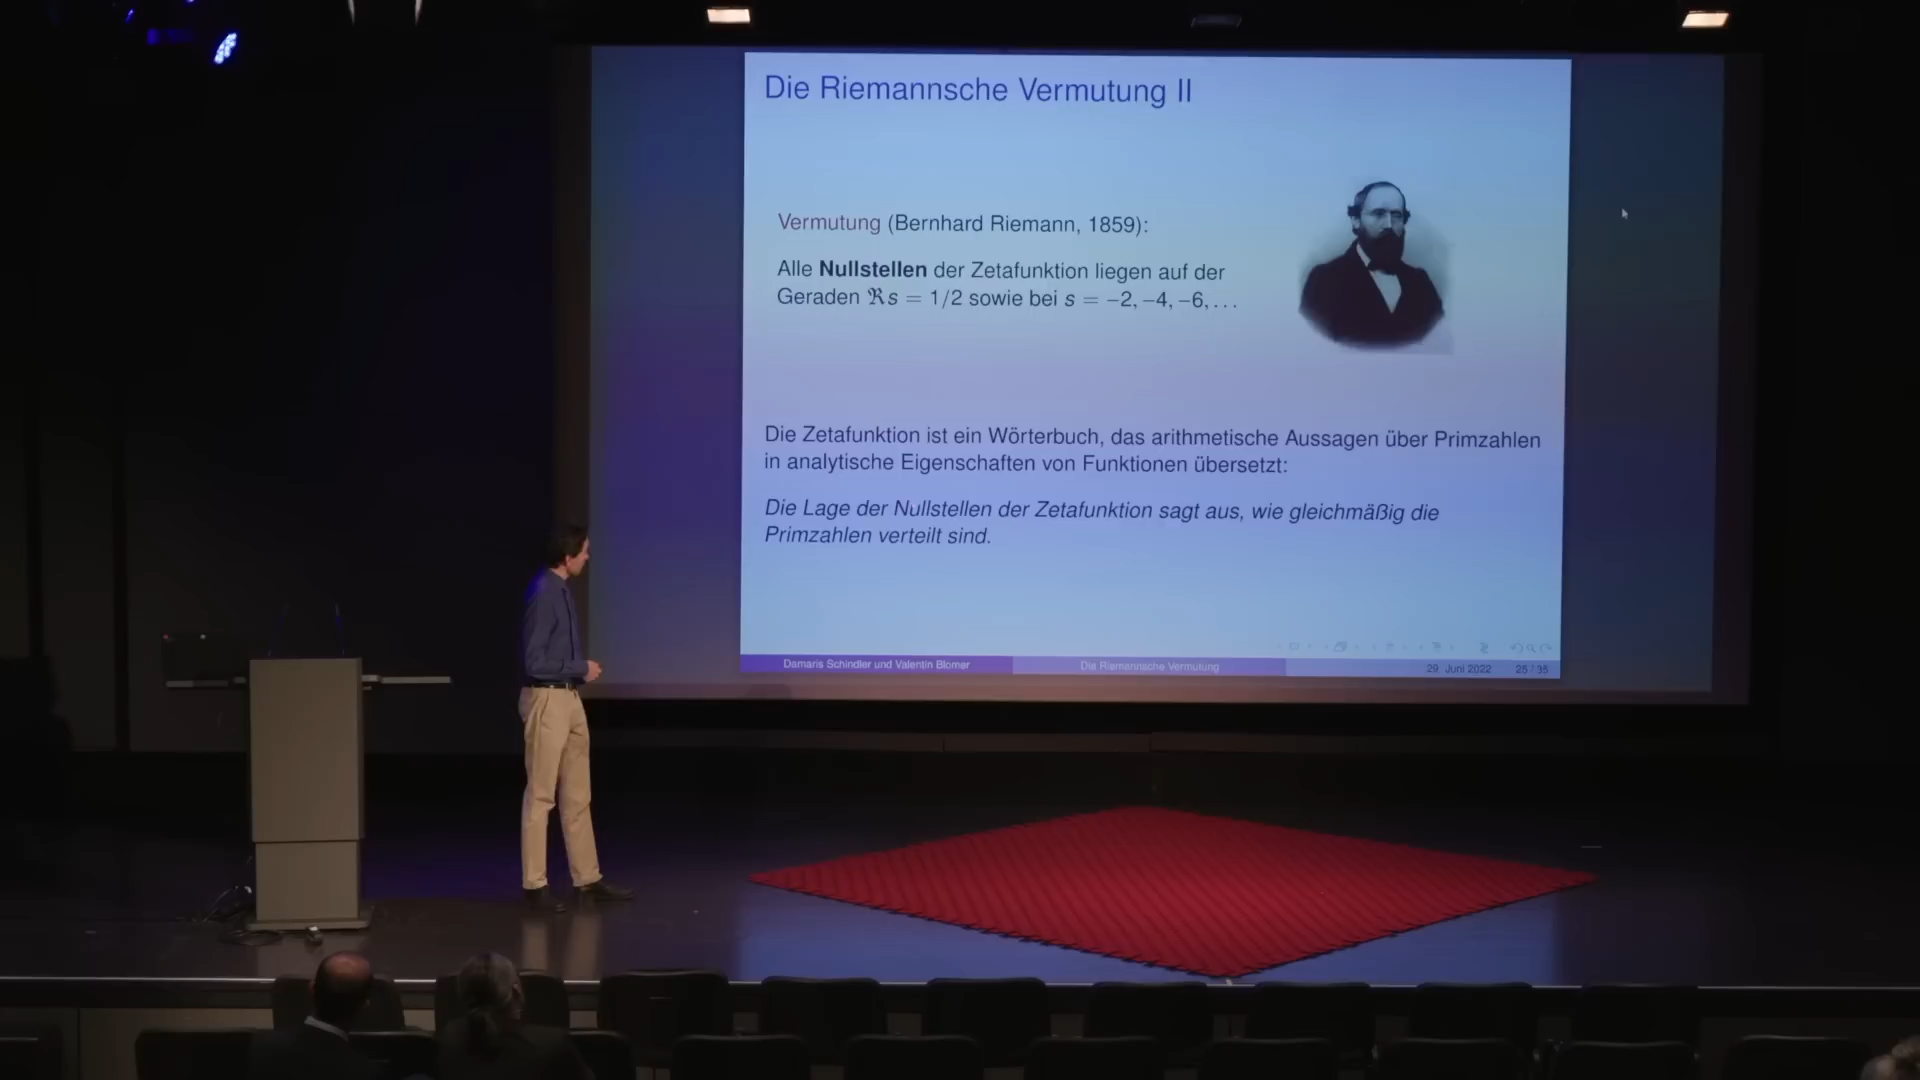 Die Riemannsche Vermutung II
Vermutung (Bernhard Riemann, 1859):
Alle Nullstellen der Zetafunktion liegen auf der
Geraden ℜs = 1/2 sowie bei s = −2, −4, −6, . . .
Die Zetafunktion ist ein Wörterbuch, das arithmetische Aussagen über Primzahlen
in analytische Eigenschaften von Funktionen übersetzt:
Die Lage der Nullstellen der Zetafunktion sagt aus, wie gleichmäßig die
Primzahlen verteilt sind.
Damaris Schindler und Valentin Blomer Die Riemannsche Vermutung 29. Juni 2022 25 / 35